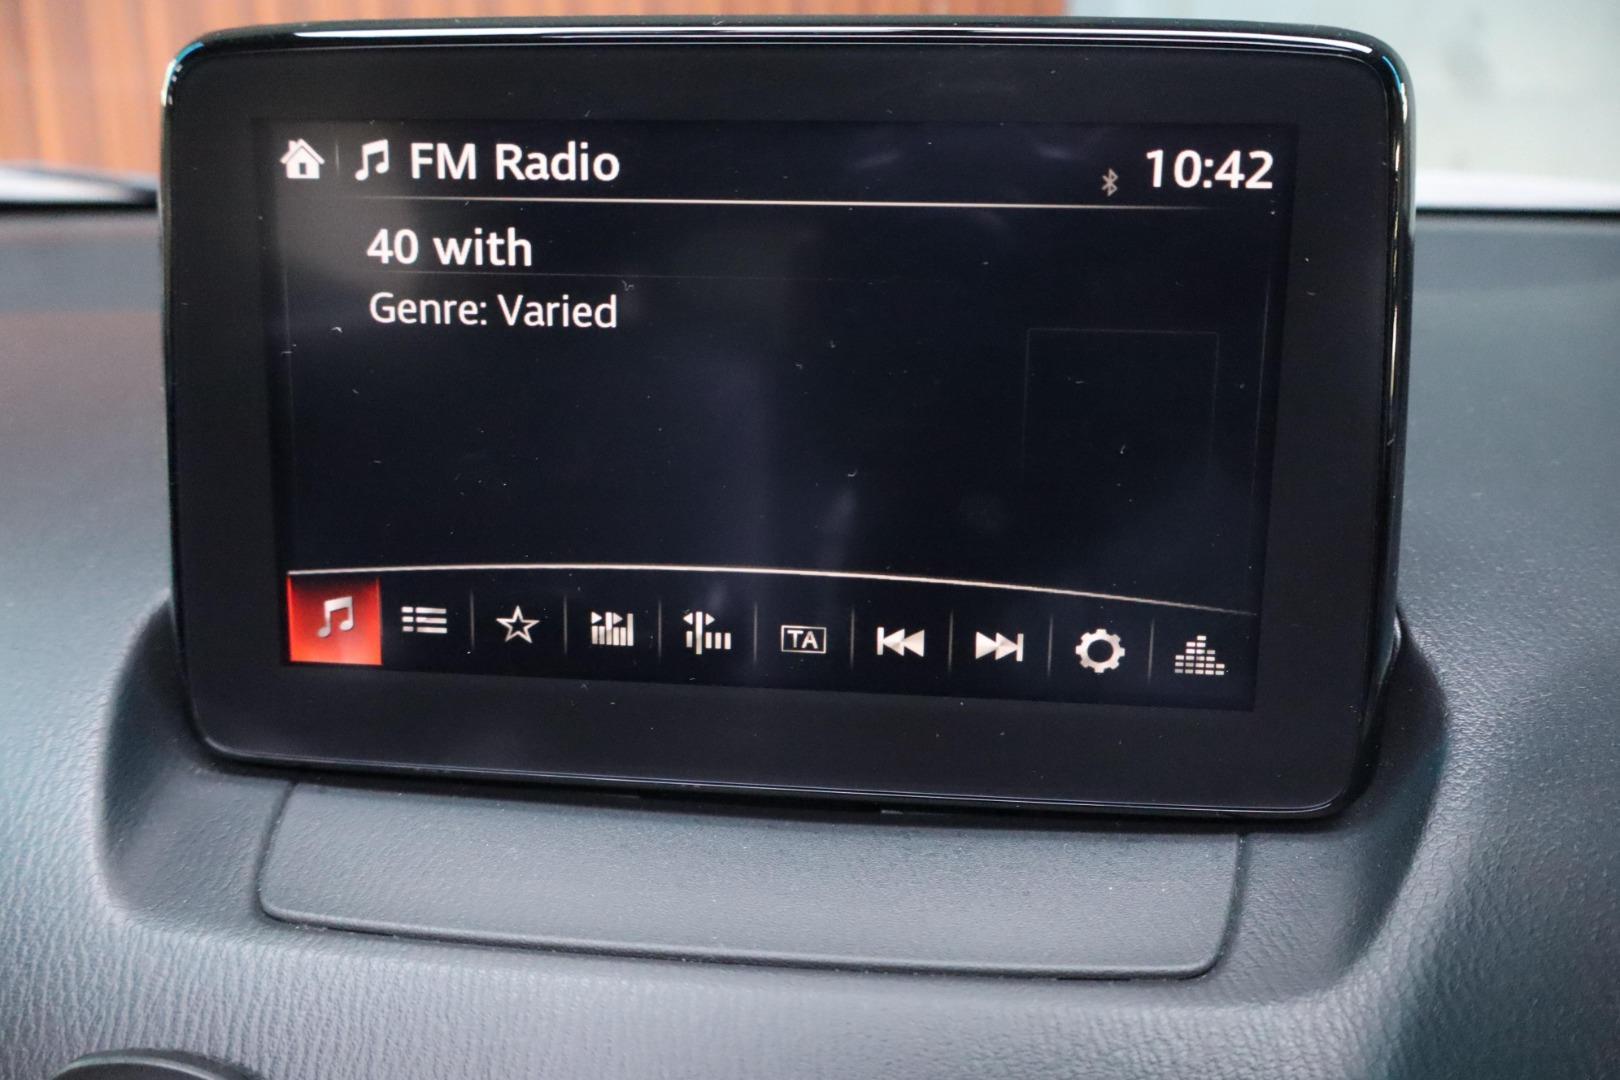 FM Radio
10:42
40 with
Genre: Varied
TA